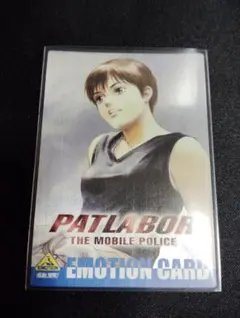 PATLABOR
THE MOBILE POLICE
EMOTION CARD